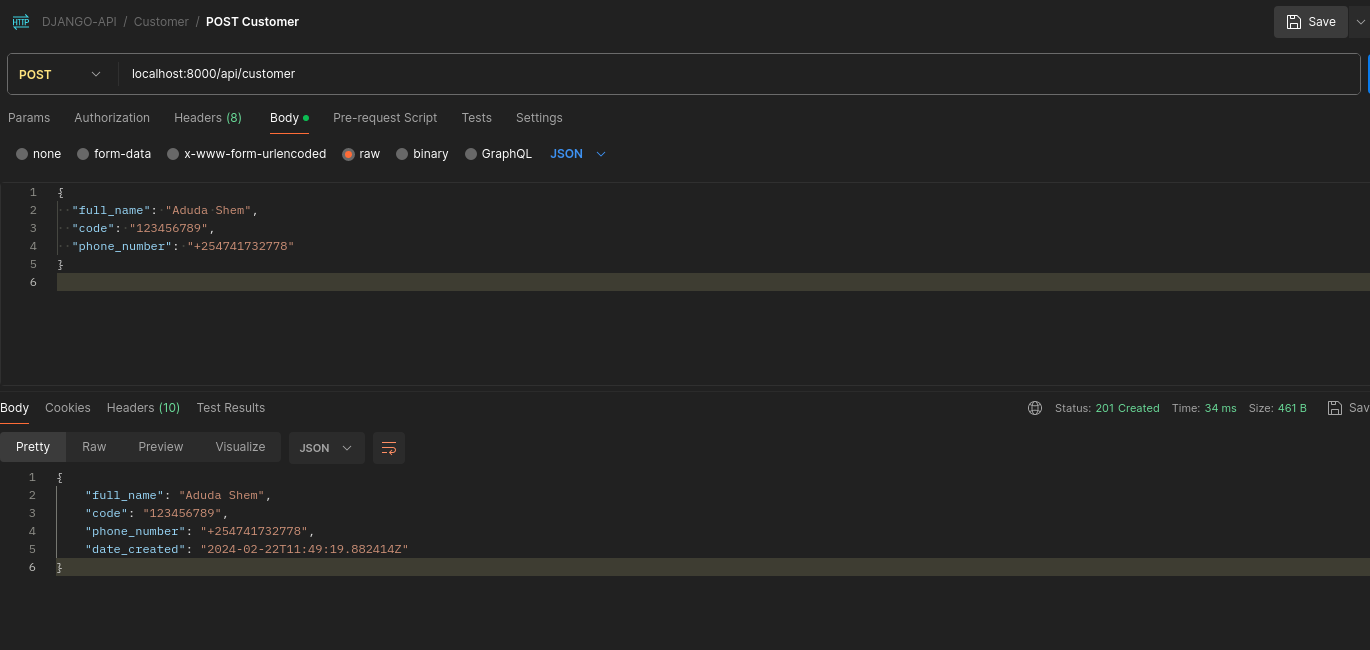 HTTP DJANGO-API / Customer / POST Customer Save
POST localhost:8000/api/customer
Params Authorization Headers (8) Body Pre-request Script Tests Settings
none form-data x-www-form-urlencoded raw binary GraphQL JSON
1 {
2 "full_name": "Aduda Shem",
3 "code": "123456789",
4 "phone_number": "+254741732778"
5 }
6
Body Cookies Headers (10) Test Results Status: 201 Created Time: 34 ms Size: 461 B Sav
Pretty Raw Preview Visualize JSON
1 {
2 "full_name": "Aduda Shem",
3 "code": "123456789",
4 "phone_number": "+254741732778",
5 "date_created": "2024-02-22T11:49:19.882414Z"
6 }